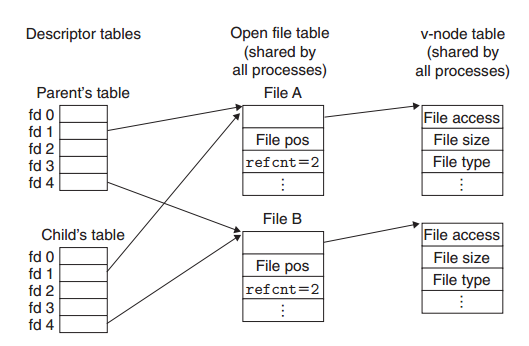 Descriptor tables
Open file table
(shared by
all processes)
v-node table
(shared by
all processes)
Parent's table
fd 0
fd 1
fd 2
fd 3
fd 4
File A
File pos
refcnt=2
⋮
File access
File size
File type
⋮
Child's table
fd 0
fd 1
fd 2
fd 3
fd 4
File B
File pos
refcnt=2
⋮
File access
File size
File type
⋮